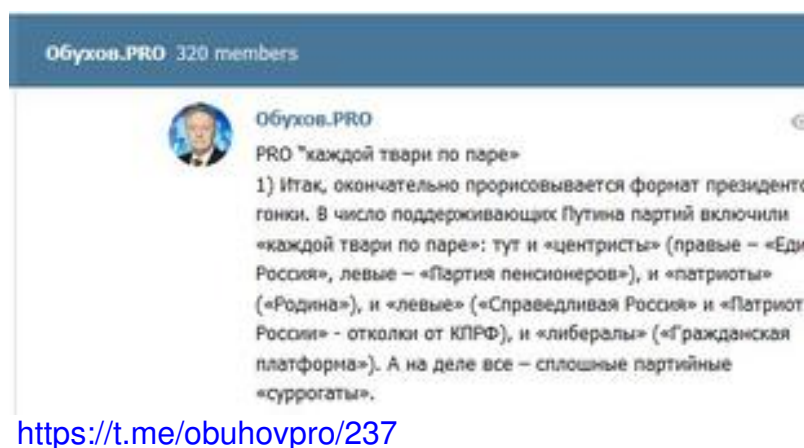 Обухов.PRO 320 members
Обухов.PRO
PRO "каждой твари по паре»
1) Итак, окончательно прорисовывается формат президентс
гонки. В число поддерживающих Путина партий включили
«каждой твари по паре»: тут и «центристы» (правые – «Еди
Россия», левые – «Партия пенсионеров»), и «патриоты»
(«Родина»), и «левые» («Справедливая Россия» и «Патриот
России» - отколки от КПРФ), и «либералы» («Гражданская
платформа»). А на деле все – сплошные партийные
«суррогаты».
https://t.me/obuhovpro/237